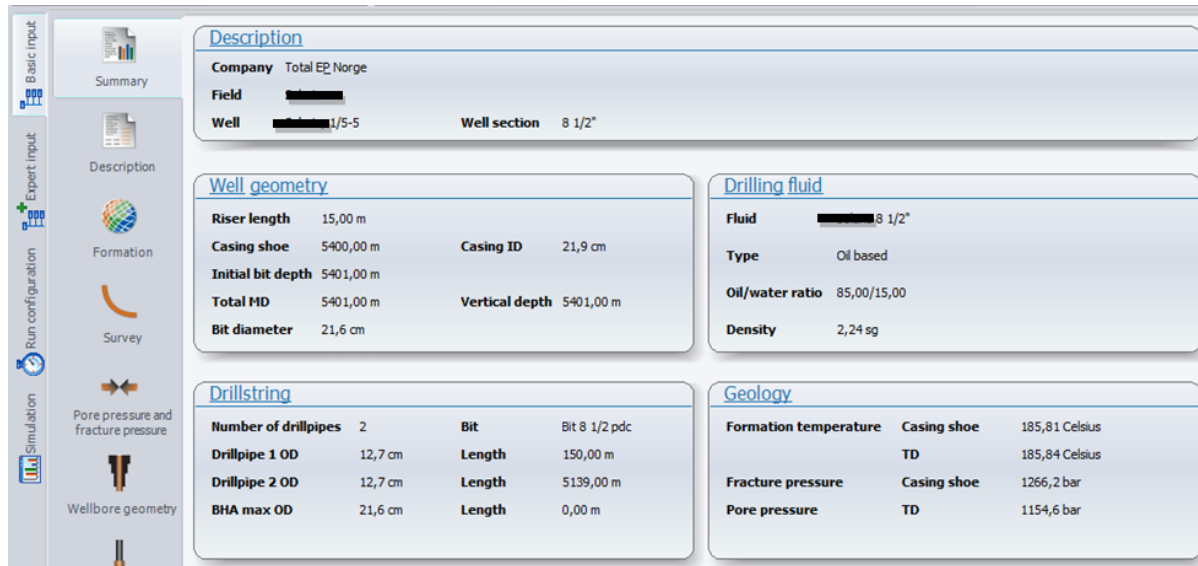 Basic input
Expert input
Run configuration
Simulation
Summary
Description
Formation
Survey
Pore pressure and
fracture pressure
Wellbore geometry
Description
Company Total EP Norge
Field
Well 1/5-5 Well section 8 1/2"
Well geometry
Riser length 15,00 m
Casing shoe 5400,00 m Casing ID 21,9 cm
Initial bit depth 5401,00 m
Total MD 5401,00 m Vertical depth 5401,00 m
Bit diameter 21,6 cm
Drilling fluid
Fluid 8 1/2"
Type Oil based
Oil/water ratio 85,00/15,00
Density 2,24 sg
Drillstring
Number of drillpipes 2 Bit Bit 8 1/2 pdc
Drillpipe 1 OD 12,7 cm Length 150,00 m
Drillpipe 2 OD 12,7 cm Length 5139,00 m
BHA max OD 21,6 cm Length 0,00 m
Geology
Formation temperature Casing shoe 185,81 Celsius
TD 185,84 Celsius
Fracture pressure Casing shoe 1266,2 bar
Pore pressure TD 1154,6 bar